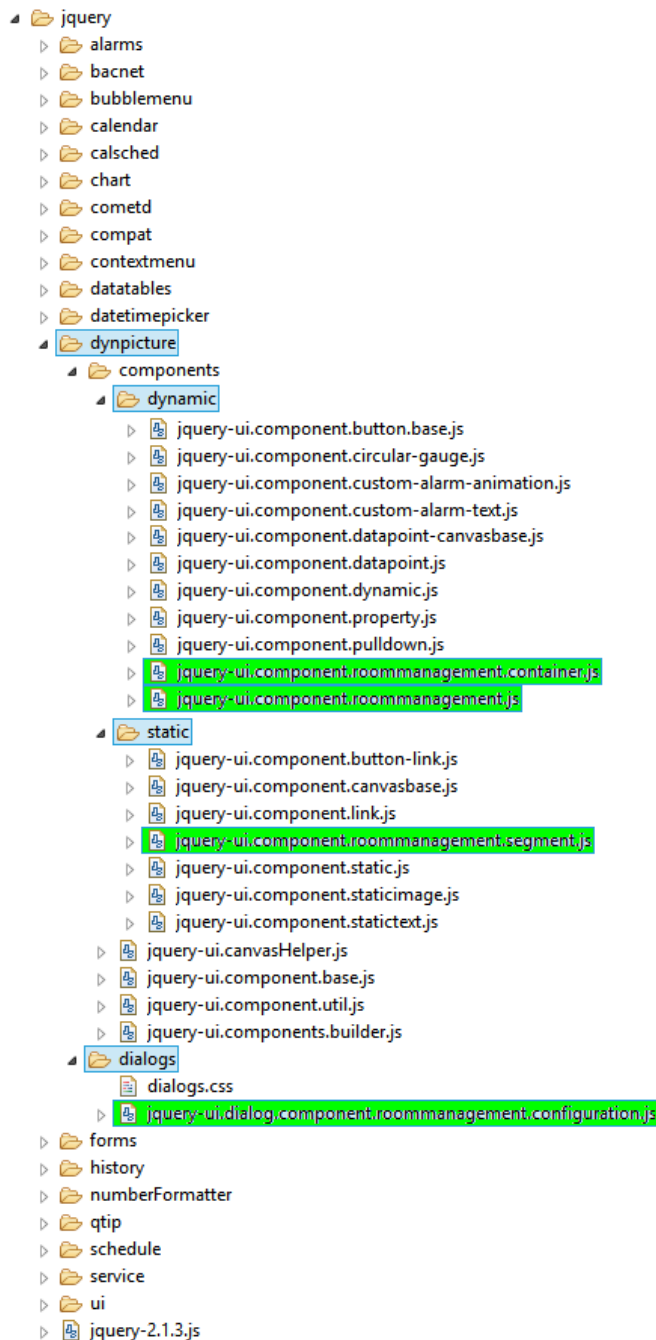 jquery
alarms
bacnet
bubblemenu
calendar
calsched
chart
cometd
compat
contextmenu
datatables
datetimepicker
dynpicture
components
dynamic
jquery-ui.component.button.base.js
jquery-ui.component.circular-gauge.js
jquery-ui.component.custom-alarm-animation.js
jquery-ui.component.custom-alarm-text.js
jquery-ui.component.datapoint-canvasbase.js
jquery-ui.component.datapoint.js
jquery-ui.component.dynamic.js
jquery-ui.component.property.js
jquery-ui.component.pulldown.js
jquery-ui.component.roommanagement.container.js
jquery-ui.component.roommanagement.js
static
jquery-ui.component.button-link.js
jquery-ui.component.canvasbase.js
jquery-ui.component.link.js
jquery-ui.component.roommanagement.segment.js
jquery-ui.component.static.js
jquery-ui.component.staticimage.js
jquery-ui.component.statictext.js
jquery-ui.canvasHelper.js
jquery-ui.component.base.js
jquery-ui.component.util.js
jquery-ui.components.builder.js
dialogs
dialogs.css
jquery-ui.dialog.component.roommanagement.configuration.js
forms
history
numberFormatter
qtip
schedule
service
ui
jquery-2.1.3.js